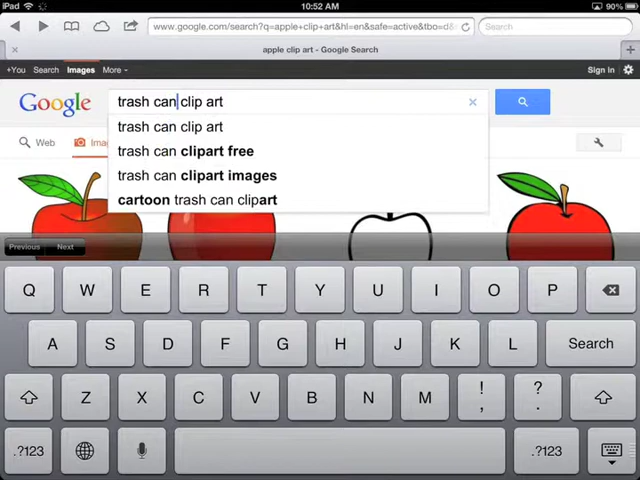 iPad 10:52 AM 90%
www.google.com/search?q=apple+clip+art&hl=en&safe=active&tbo=d&
Search
apple clip art - Google Search
+You Search Images More Sign In
Google
trash can clip art
Web
trash can clip art
trash can clipart free
trash can clipart images
cartoon trash can clipart
Previous Next
Q W E R T Y U I O P
A S D F G H J K L Search
Z X C V B N M ! , ? .
.?123 .?123